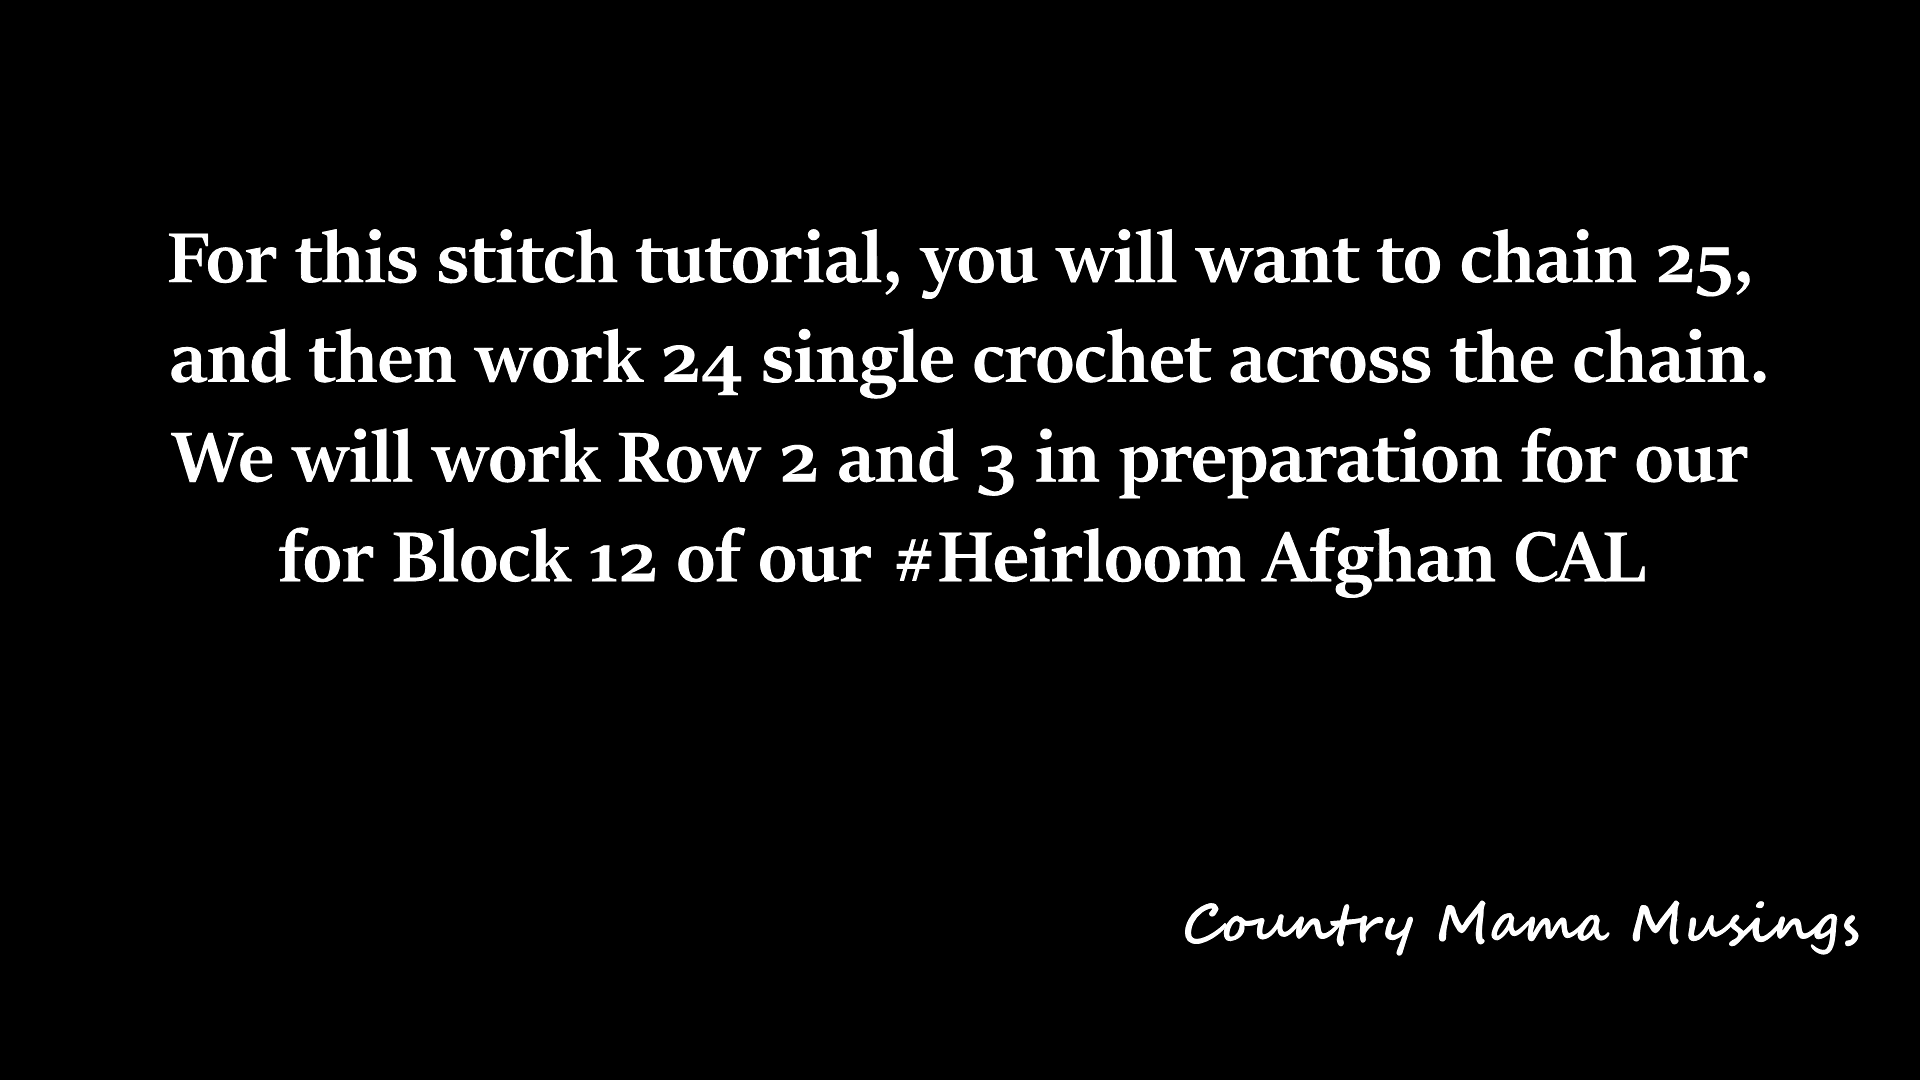 For this stitch tutorial, you will want to chain 25,
and then work 24 single crochet across the chain.
We will work Row 2 and 3 in preparation for our
for Block 12 of our #Heirloom Afghan CAL
Country Mama Musings